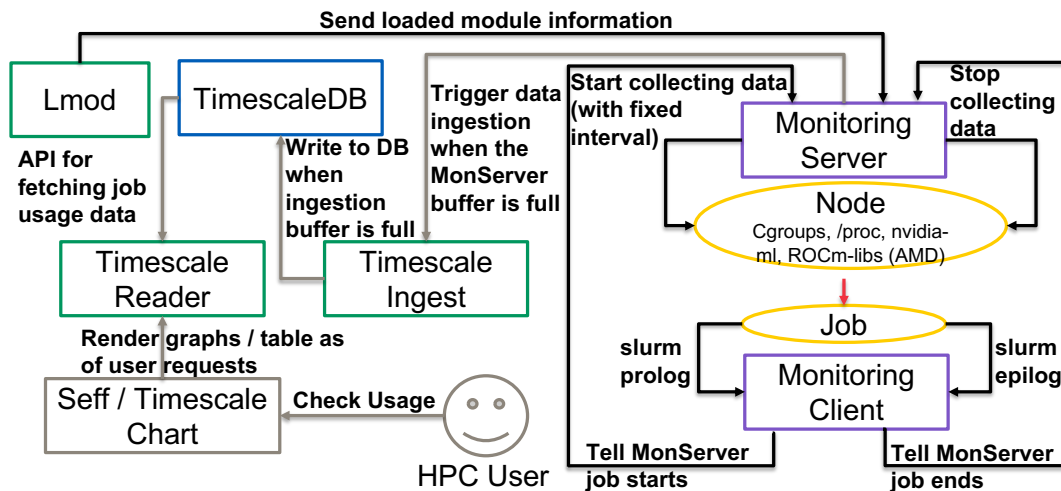 Send loaded module information
Lmod
TimescaleDB
API for
fetching job
usage data
Write to DB
when
ingestion
buffer is full
Trigger data
ingestion
when the
MonServer
buffer is full
Start collecting data
(with fixed
interval)
Stop
collecting
data
Monitoring
Server
Node
Cgroups, /proc, nvidia-
ml, ROCm-libs (AMD)
Timescale
Reader
Timescale
Ingest
Job
slurm
prolog
slurm
epilog
Render graphs / table as
of user requests
Seff / Timescale
Chart
Check Usage
HPC User
Monitoring
Client
Tell MonServer
job starts
Tell MonServer
job ends